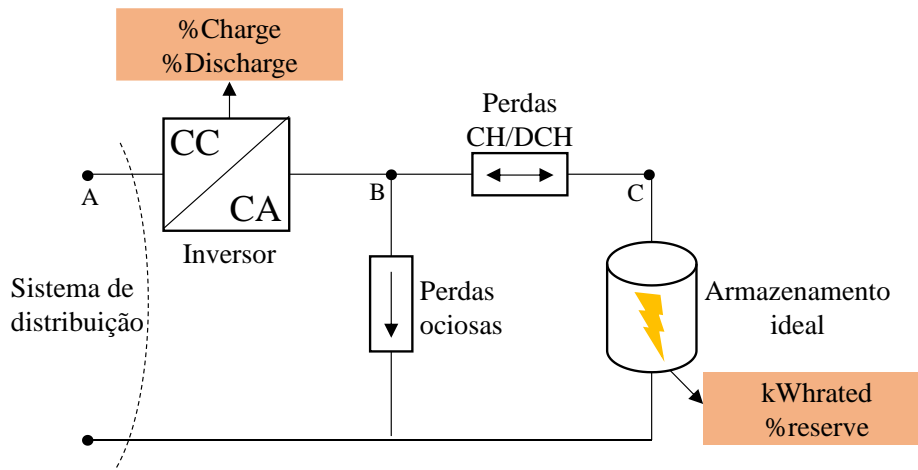 %Charge
%Discharge
CC
CA
Inversor
Perdas
CH/DCH
A
B
C
Sistema de
distribuição
Perdas
ociosas
Armazenamento
ideal
kWhrated
%reserve